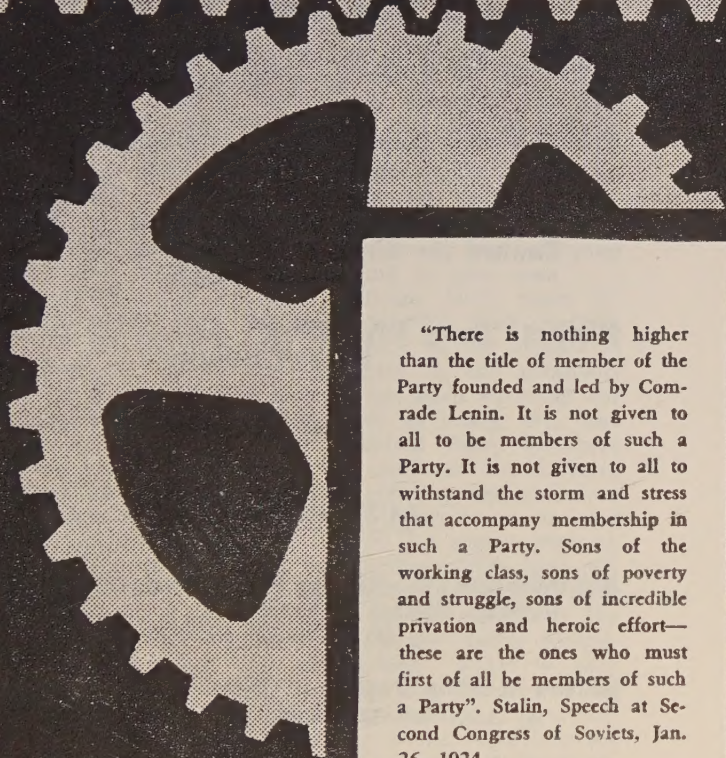 “There is nothing higher
than the title of member of the
Party founded and led by Com-
rade Lenin. It is not given to
all to be members of such a
Party. It is not given to all to
withstand the storm and stress
that accompany membership in
such a Party. Sons of the
working class, sons of poverty
and struggle, sons of incredible
privation and heroic effort—
these are the ones who must
first of all be members of such
a Party”. Stalin, Speech at Se-
cond Congress of Soviets, Jan.
26, 1924